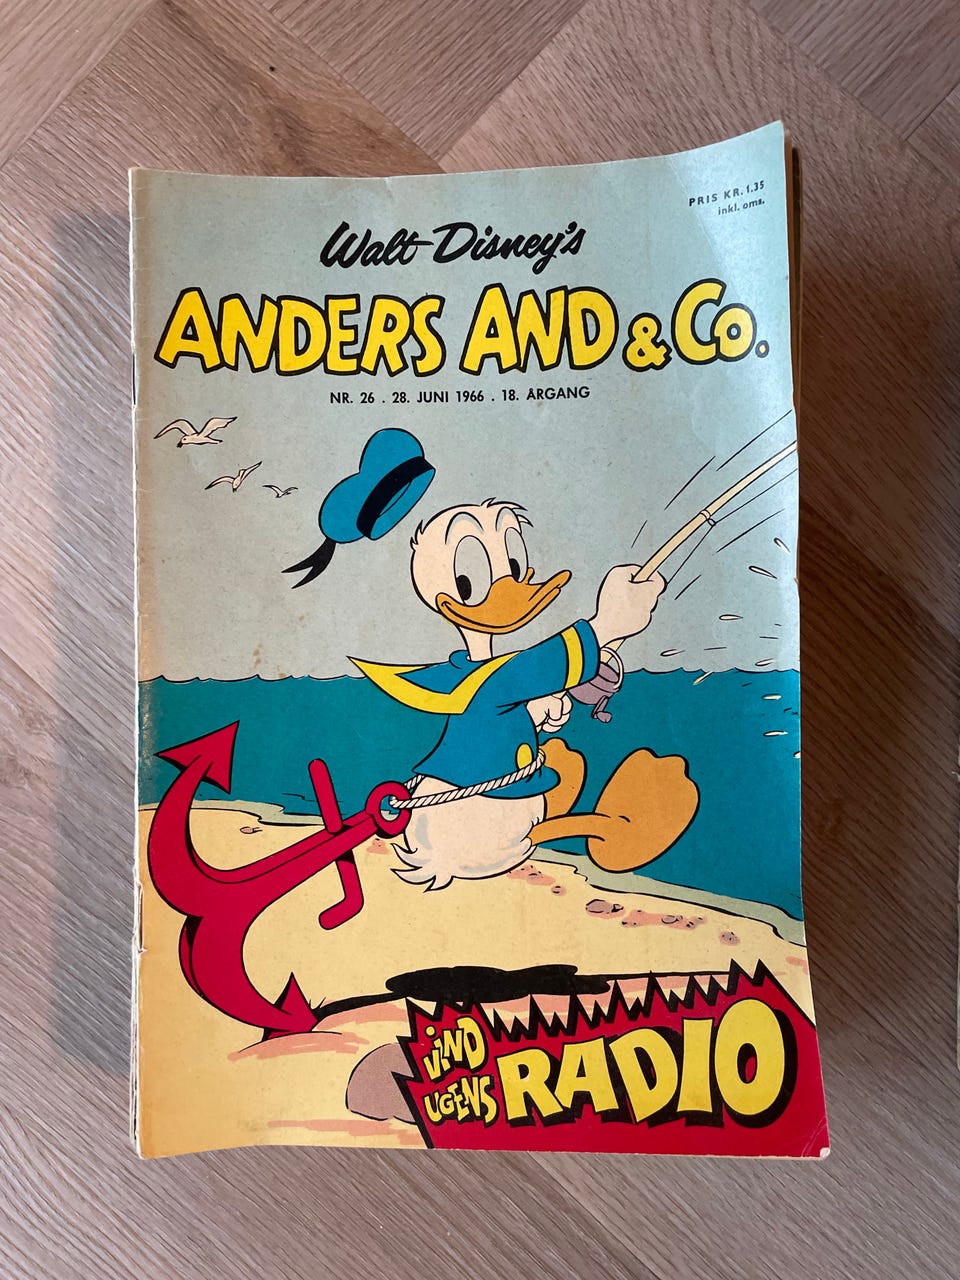 PRIS KR. 1.35
inkl. oms.
Walt Disney's
ANDERS AND & Co.
NR. 26 . 28. JUNI 1966 . 18. ÅRGANG
VIND
UGENS
RADIO